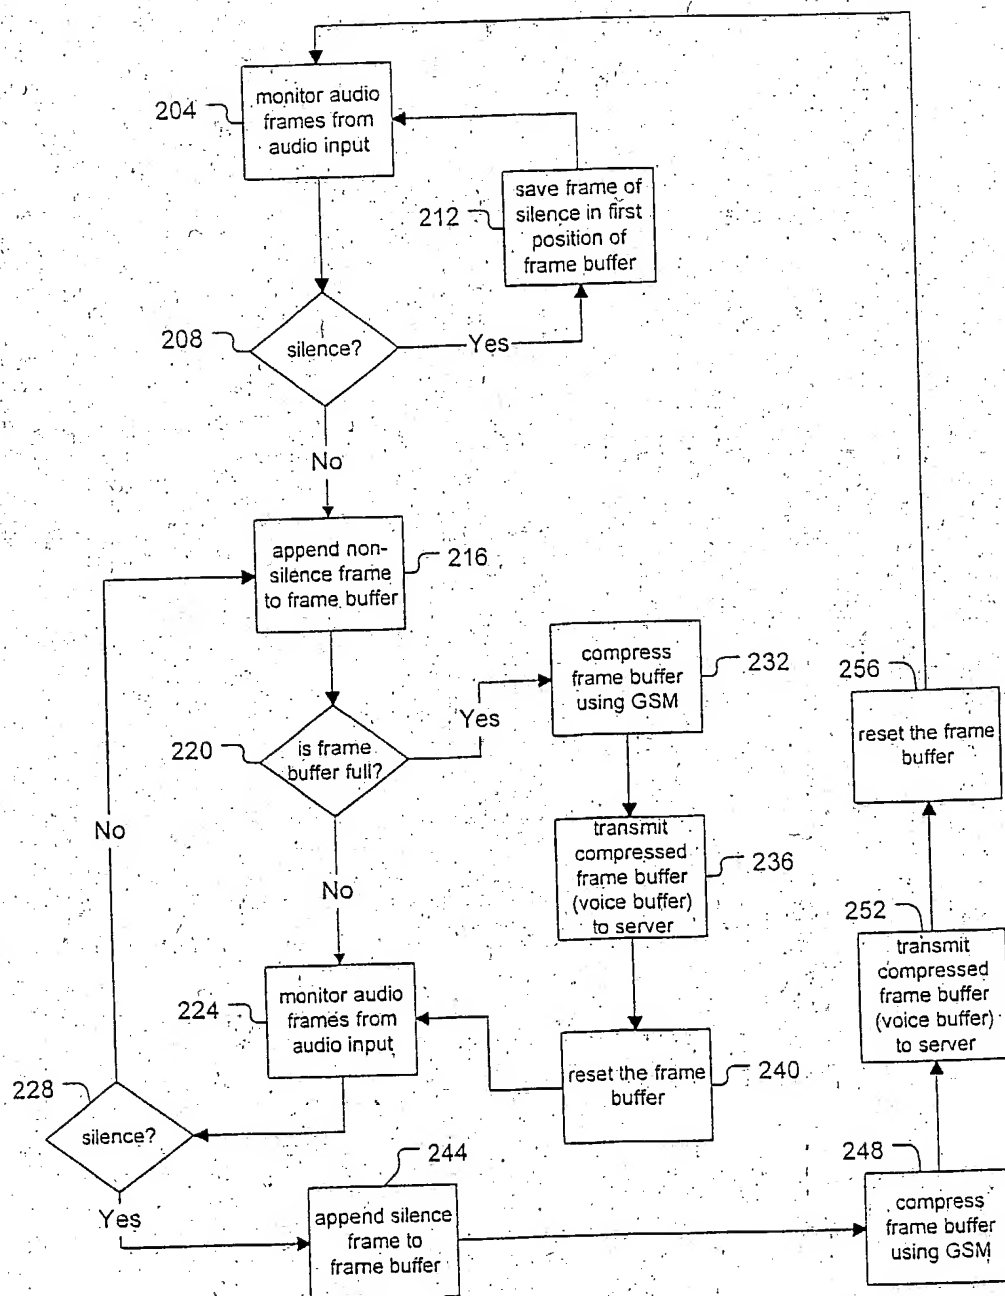 204
monitor audio
frames from
audio input
212
save frame of
silence in first
position of
frame buffer
208
silence?
Yes
No
append non-
silence frame
to frame buffer
216
compress
frame buffer
using GSM
232
256
reset the frame
buffer
220
is frame
buffer full?
Yes
No
No
transmit
compressed
frame buffer
(voice buffer)
to server
236
252
transmit
compressed
frame buffer
(voice buffer)
to server
224
monitor audio
frames from
audio input
reset the frame
buffer
240
228
silence?
Yes
244
append silence
frame to
frame buffer
248
compress
frame buffer
using GSM